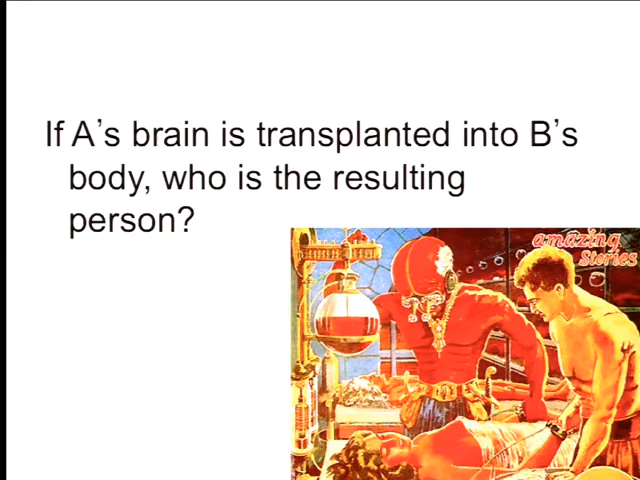 If A’s brain is transplanted into B’s
body, who is the resulting
person?
amazing
Stories